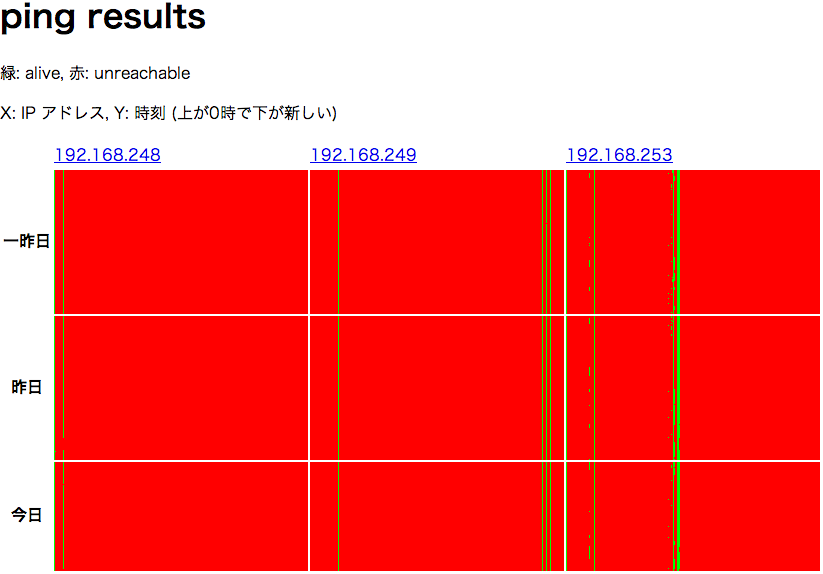 ping results
緑: alive, 赤: unreachable
X: IP アドレス, Y: 時刻 (上が0時で下が新しい)
192.168.248 192.168.249 192.168.253
一昨日
昨日
今日